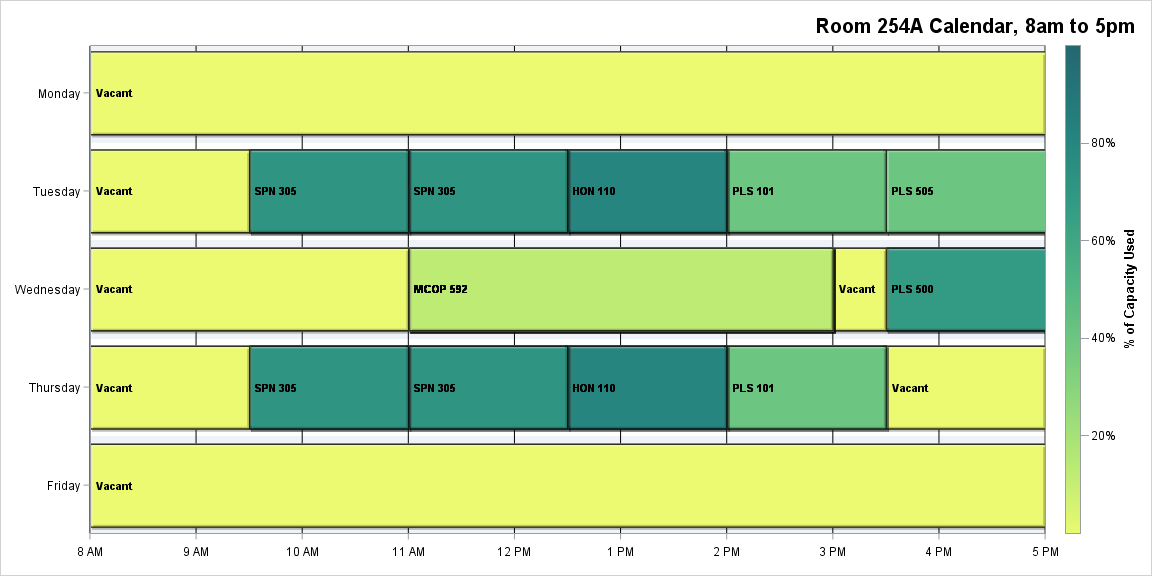 Room 254A Calendar, 8am to 5pm
Monday
Vacant
Tuesday
Vacant
SPN 305
SPN 305
HON 110
PLS 101
PLS 505
Wednesday
Vacant
MCOP 592
Vacant
PLS 500
Thursday
Vacant
SPN 305
SPN 305
HON 110
PLS 101
Vacant
Friday
Vacant
8 AM
9 AM
10 AM
11 AM
12 PM
1 PM
2 PM
3 PM
4 PM
5 PM
80%
60%
40%
20%
% of Capacity Used